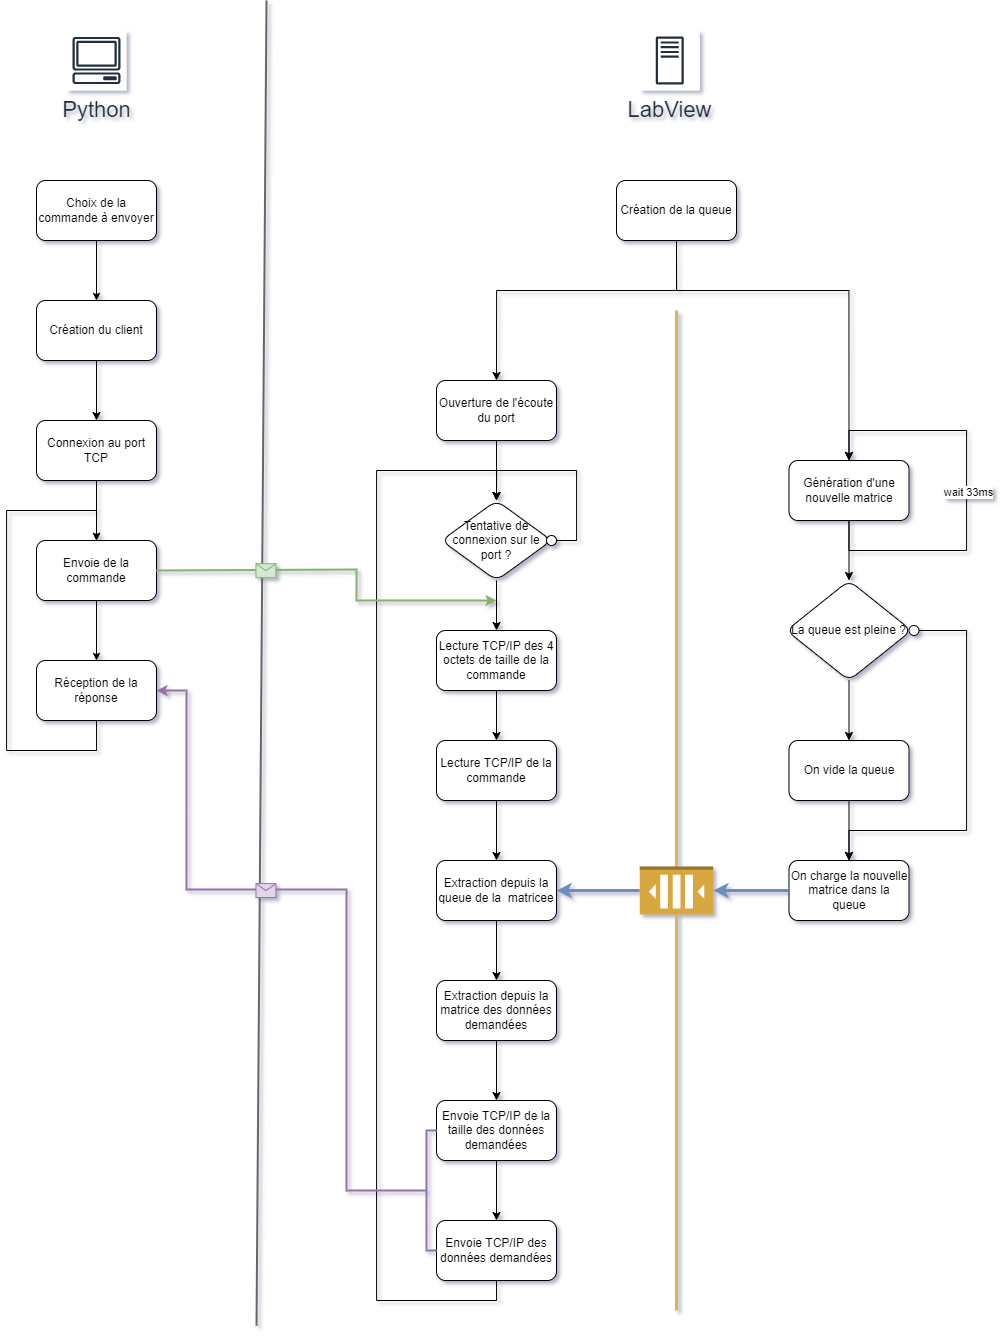 Python
LabView
Choix de la
commande à envoyer
Création du client
Connexion au port
TCP
Envoie de la
commande
Réception de la
réponse
Création de la queue
Ouverture de l'écoute
du port
Tentative de
connexion sur le
port ?
Lecture TCP/IP des 4
octets de taille de la
commande
Lecture TCP/IP de la
commande
Extraction depuis la
queue de la matricee
Extraction depuis la
matrice des données
demandées
Envoie TCP/IP de la
taille des données
demandées
Envoie TCP/IP des
données demandées
Génération d'une
nouvelle matrice
wait 33ms
La queue est pleine ?
On vide la queue
On charge la nouvelle
matrice dans la
queue